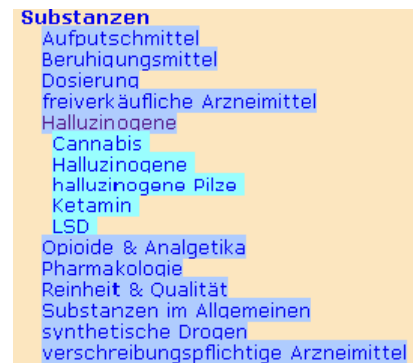 Substanzen
Aufputschmittel
Beruhigungsmittel
Dosierung
freiverkäufliche Arzneimittel
Halluzinogene
Cannabis
Halluzinogene
halluzinogene Pilze
Ketamin
LSD
Opioide & Analgetika
Pharmakologie
Reinheit & Qualität
Substanzen im Allgemeinen
synthetische Drogen
verschreibungspflichtige Arzneimittel